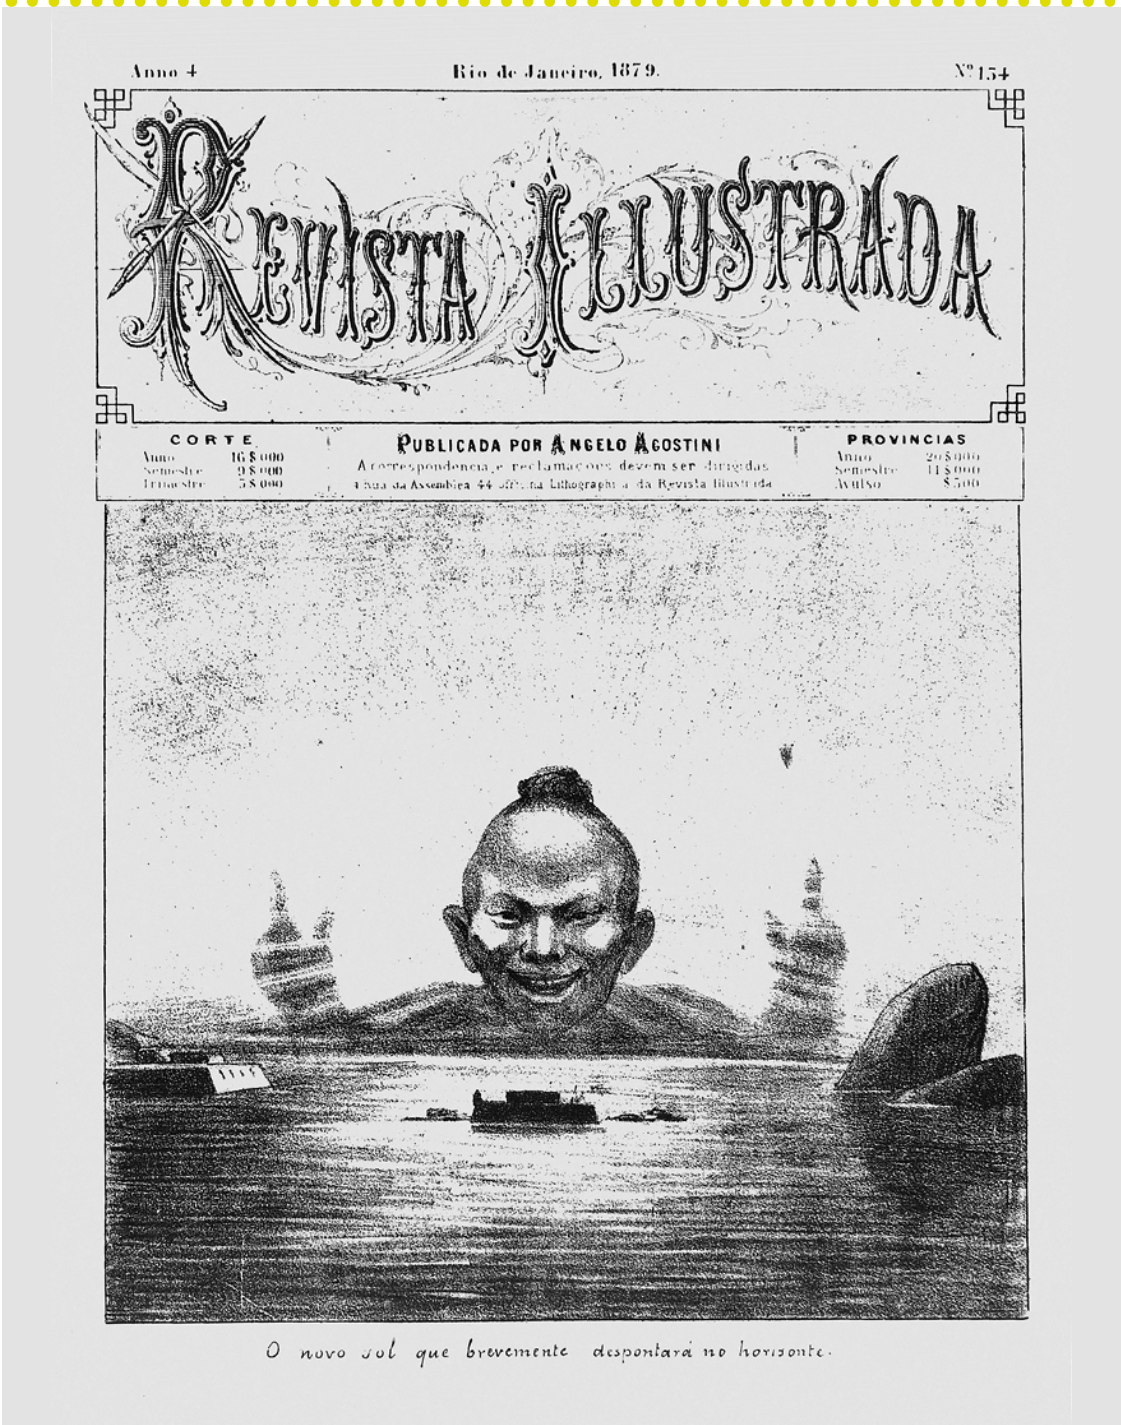 Anno 4 Rio de Janeiro, 1879. Nº 154
REVISTA ILLUSTRADA
CORTE
Anno 16$000
Semestre 9$000
Trimestre 5$000
PUBLICADA POR ANGELO AGOSTINI
A correspondencia e reclamações devem ser dirigidas
á Rua da Assemblea 44 officina Lithographica da Revista Illustrada
PROVINCIAS
Anno 20$000
Semestre 11$000
Avulso $500
O novo sol que brevemente despontará no horisonte.